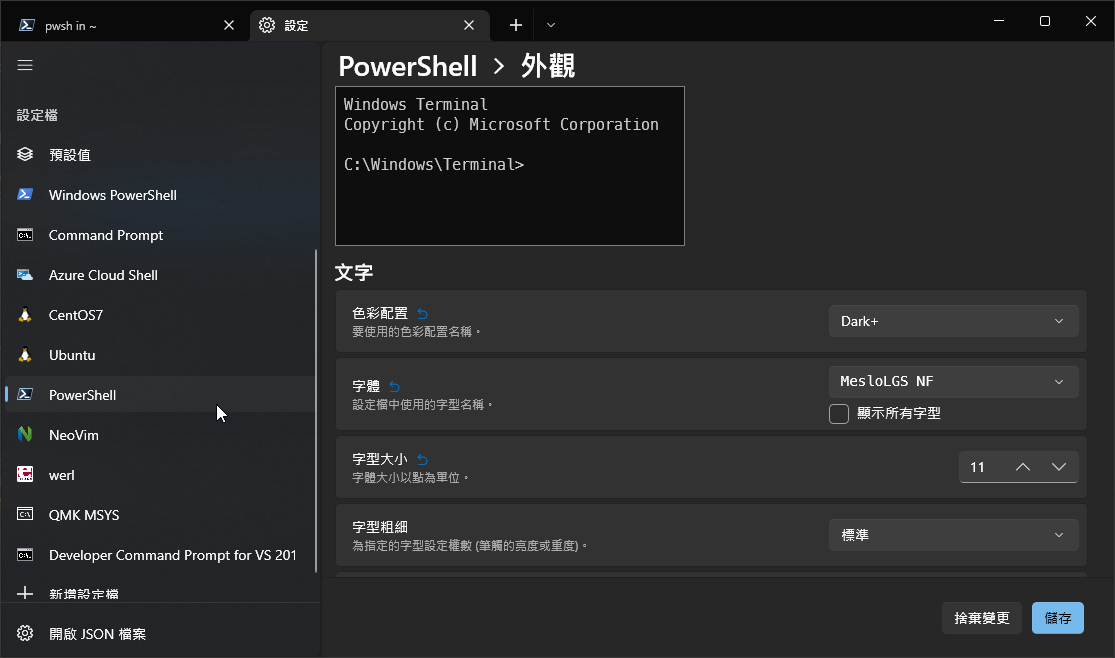 pwsh in ~
設定
設定檔
預設值
Windows PowerShell
Command Prompt
Azure Cloud Shell
CentOS7
Ubuntu
PowerShell
NeoVim
werl
QMK MSYS
Developer Command Prompt for VS 201
新增設定檔
開啟 JSON 檔案
PowerShell > 外觀
Windows Terminal
Copyright (c) Microsoft Corporation
C:\Windows\Terminal>
文字
色彩配置
要使用的色彩配置名稱。
Dark+
字體
設定檔中使用的字型名稱。
MesloLGS NF
顯示所有字型
字型大小
字體大小以點為單位。
11
字型粗細
為指定的字型設定權數 (筆觸的亮度或重度)。
標準
捨棄變更
儲存